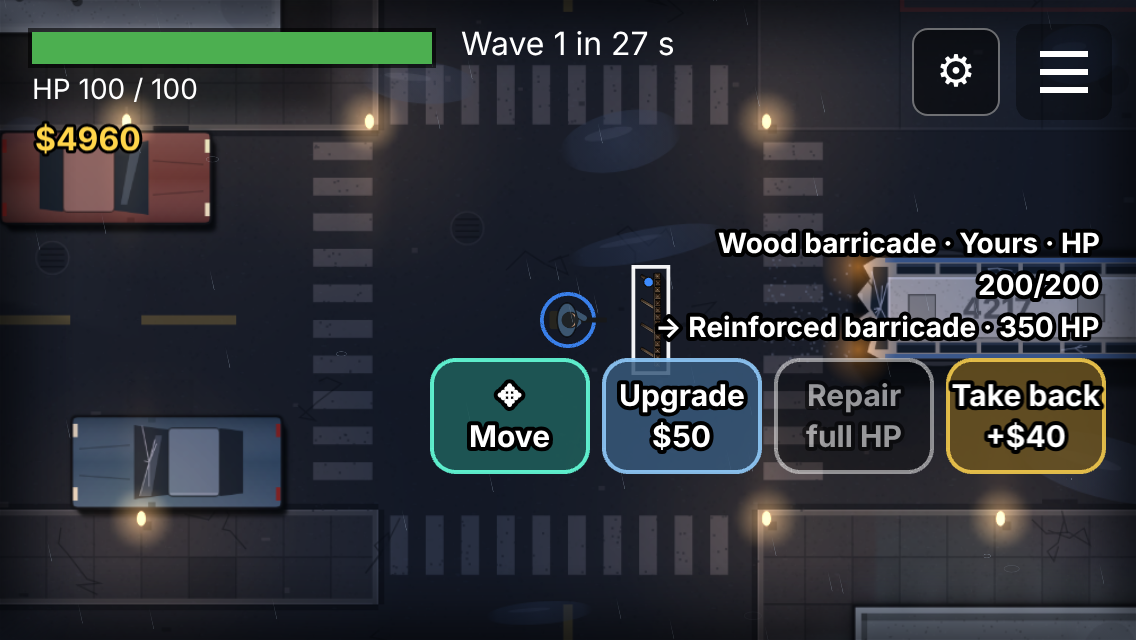 Wave 1 in 27 s
HP 100 / 100
$4960
Wood barricade · Yours · HP
200/200
→ Reinforced barricade · 350 HP
Move
Upgrade
$50
Repair
full HP
Take back
+$40